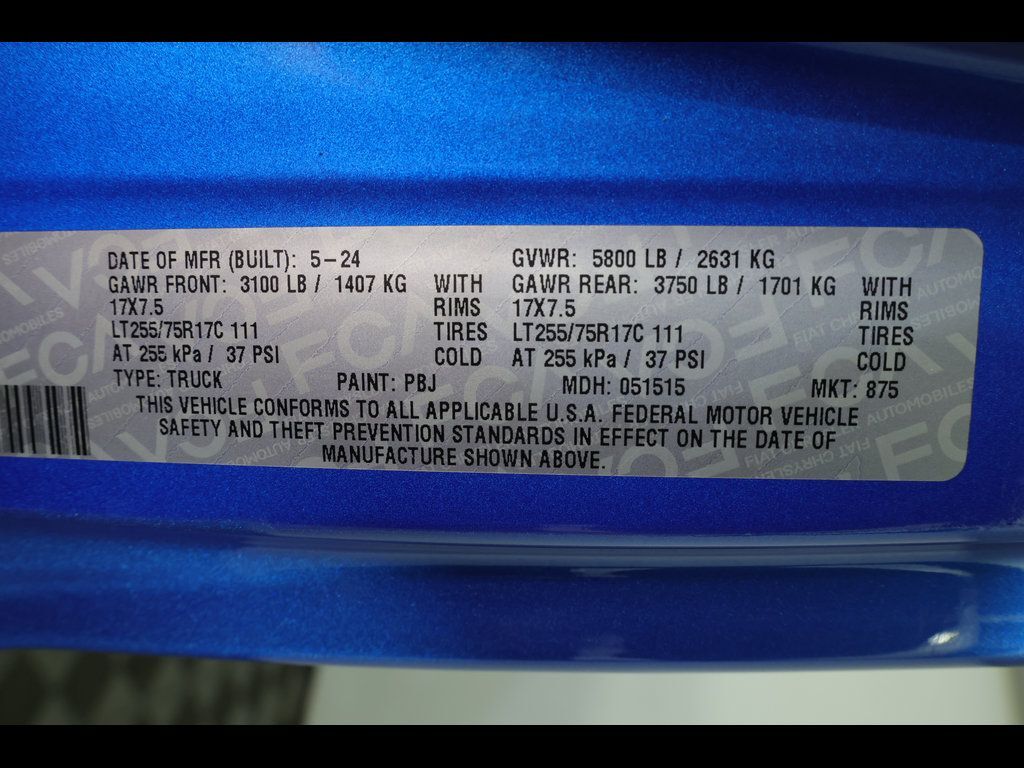 DATE OF MFR (BUILT): 5-24 GVWR: 5800 LB / 2631 KG
GAWR FRONT: 3100 LB / 1407 KG WITH GAWR REAR: 3750 LB / 1701 KG WITH
17X7.5 RIMS 17X7.5 RIMS
LT255/75R17C 111 TIRES LT255/75R17C 111 TIRES
AT 255 kPa / 37 PSI COLD AT 255 kPa / 37 PSI COLD
TYPE: TRUCK PAINT: PBJ MDH: 051515 MKT: 875
THIS VEHICLE CONFORMS TO ALL APPLICABLE U.S.A. FEDERAL MOTOR VEHICLE
SAFETY AND THEFT PREVENTION STANDARDS IN EFFECT ON THE DATE OF
MANUFACTURE SHOWN ABOVE.
FCA
FIAT CHRYSLER AUTOMOBILES